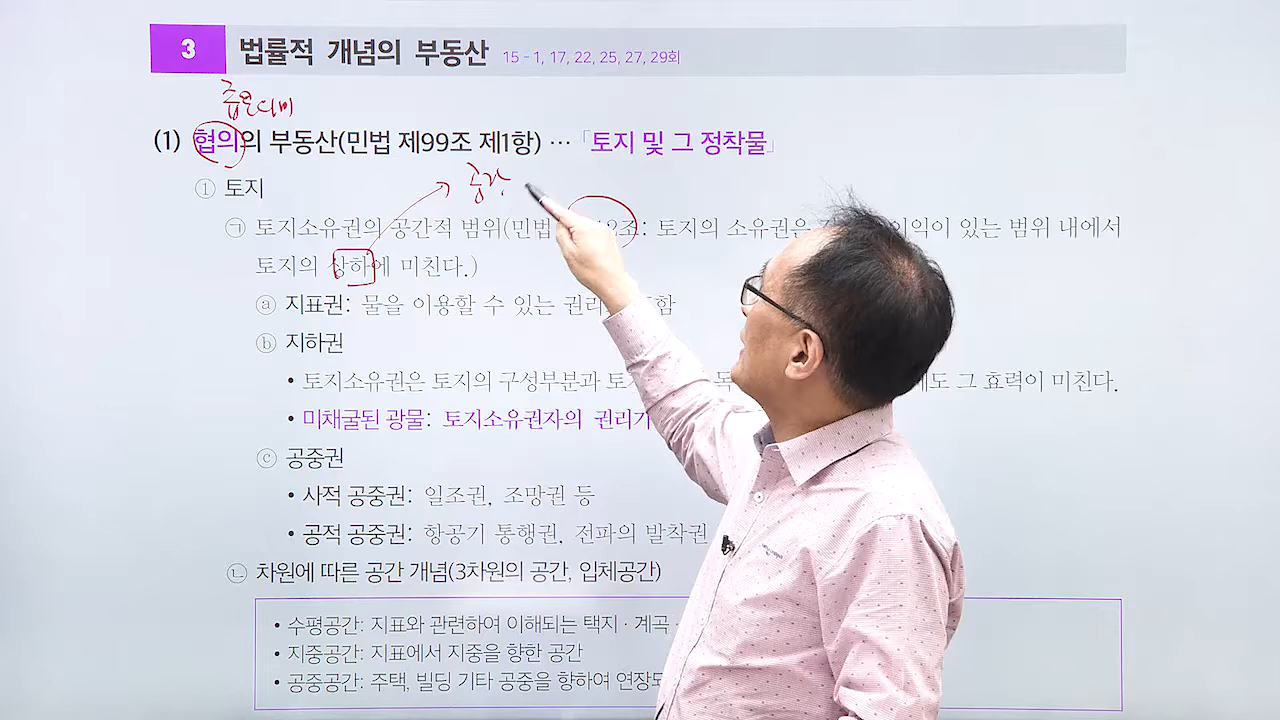 3 법률적 개념의 부동산 15-1, 17, 22, 25, 27, 29회
(1) 협의의 부동산(민법 제99조 제1항) … 「토지 및 그 정착물」
① 토지
㉠ 토지소유권의 공간적 범위(민법 2조: 토지의 소유권은 이익이 있는 범위 내에서
토지의 상하에 미친다.)
ⓐ 지표권: 물을 이용할 수 있는 권리 함
ⓑ 지하권
• 토지소유권은 토지의 구성부분과 토 독 에도 그 효력이 미친다.
• 미채굴된 광물: 토지소유권자의 권리가
ⓒ 공중권
• 사적 공중권: 일조권, 조망권 등
• 공적 공중권: 항공기 통행권, 전파의 발착권
㉡ 차원에 따른 공간 개념(3차원의 공간, 입체공간)
• 수평공간: 지표와 관련하여 이해되는 택지·계곡·
• 지중공간: 지표에서 지중을 향한 공간
• 공중공간: 주택, 빌딩 기타 공중을 향하여 연장되